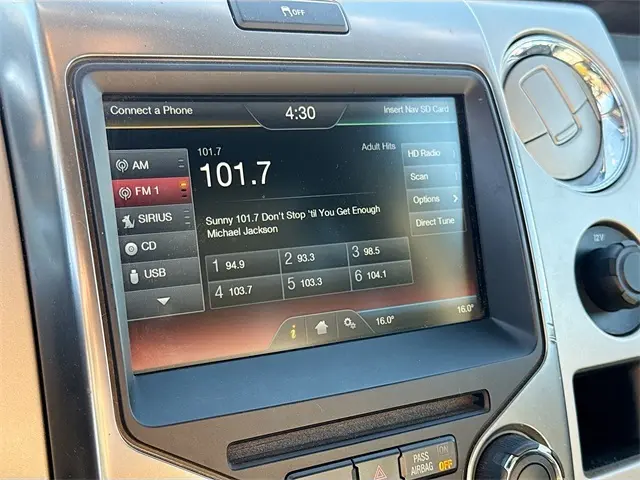 OFF
Connect a Phone 4:30 Insert Nav SD Card
101.7 Adult Hits
101.7
AM
FM 1
SIRIUS
CD
USB
HD Radio
Scan
Options
Direct Tune
Sunny 101.7 Don't Stop 'til You Get Enough
Michael Jackson
1 94.9 2 93.3 3 98.5
4 103.7 5 103.3 6 104.1
i 16.0° 16.0°
12V
PASS ON
AIRBAG OFF